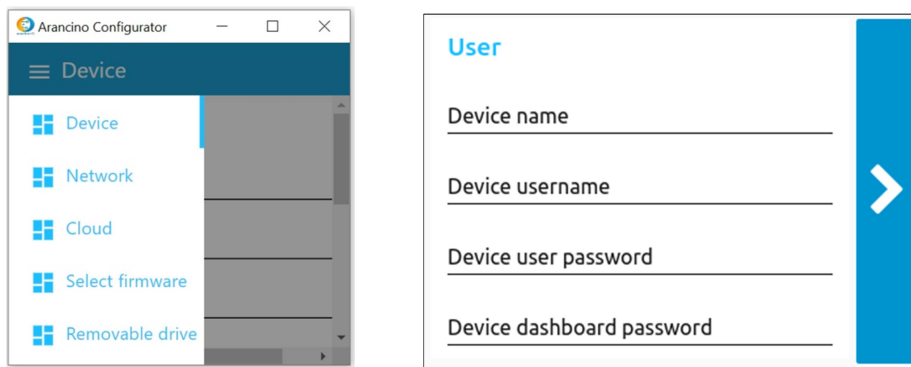 Arancino Configurator
Device
Device
Network
Cloud
Select firmware
Removable drive
User
Device name
Device username
Device user password
Device dashboard password